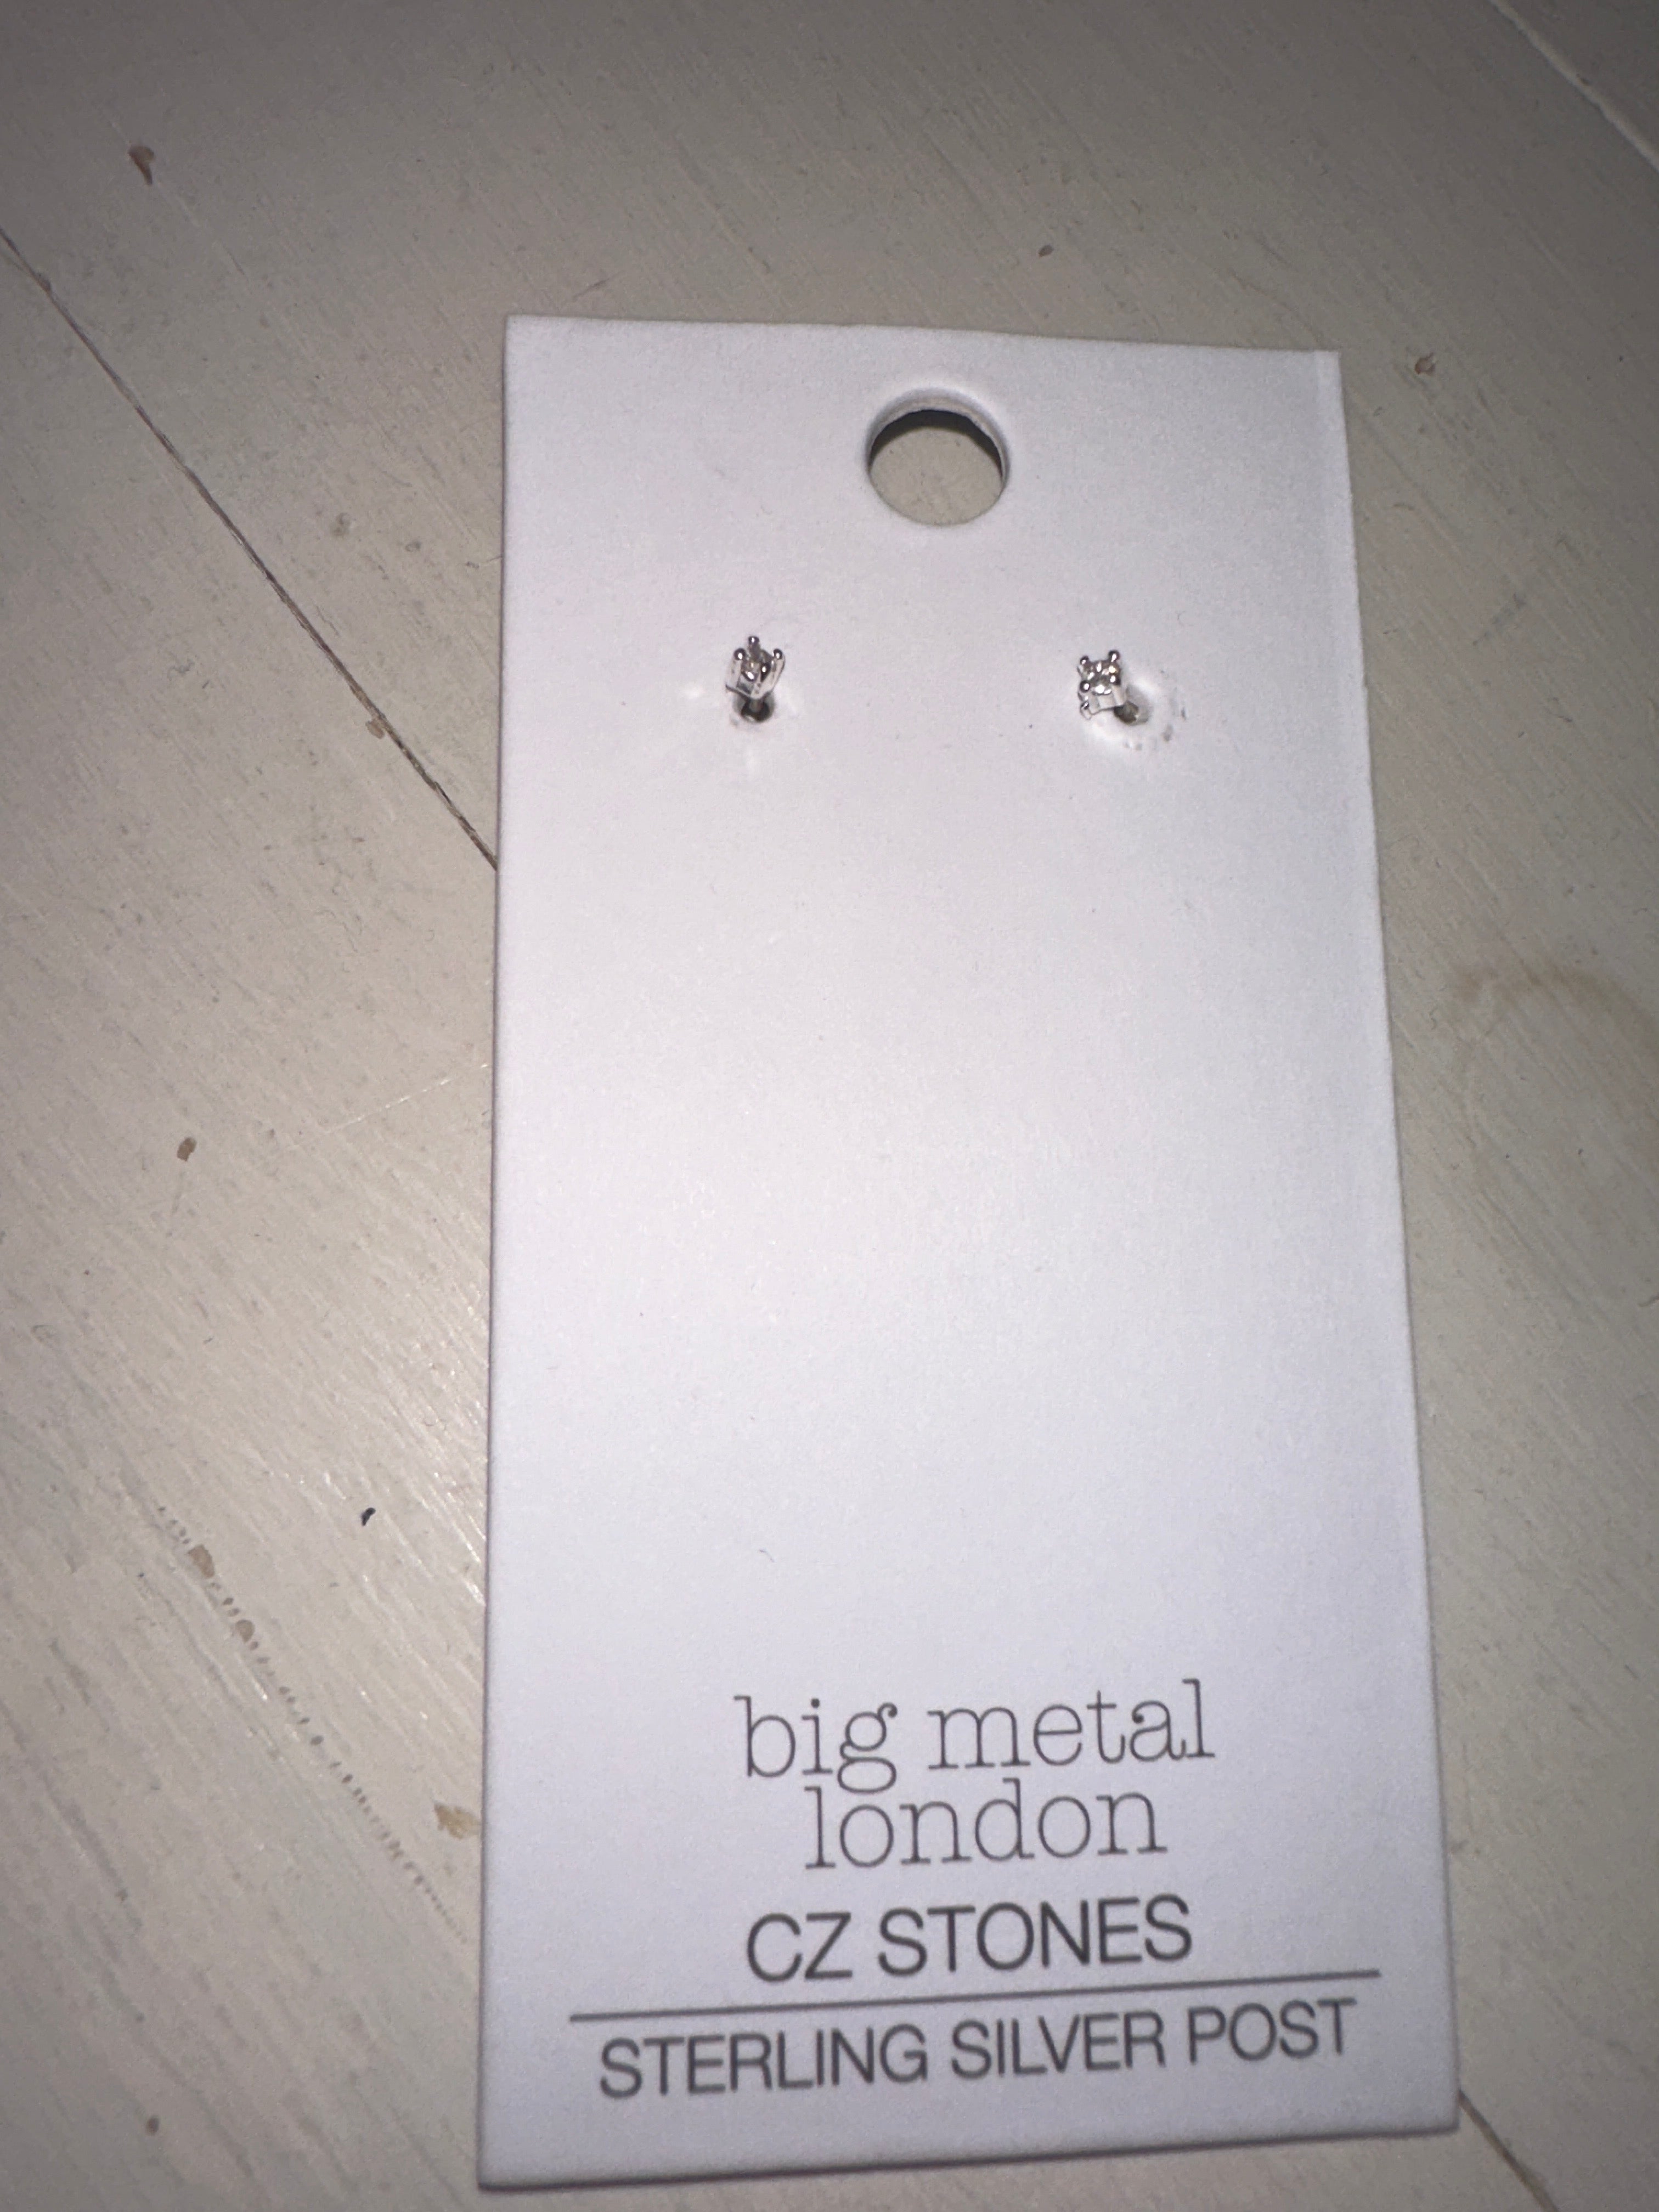 big metal
london
CZ STONES
STERLING SILVER POST